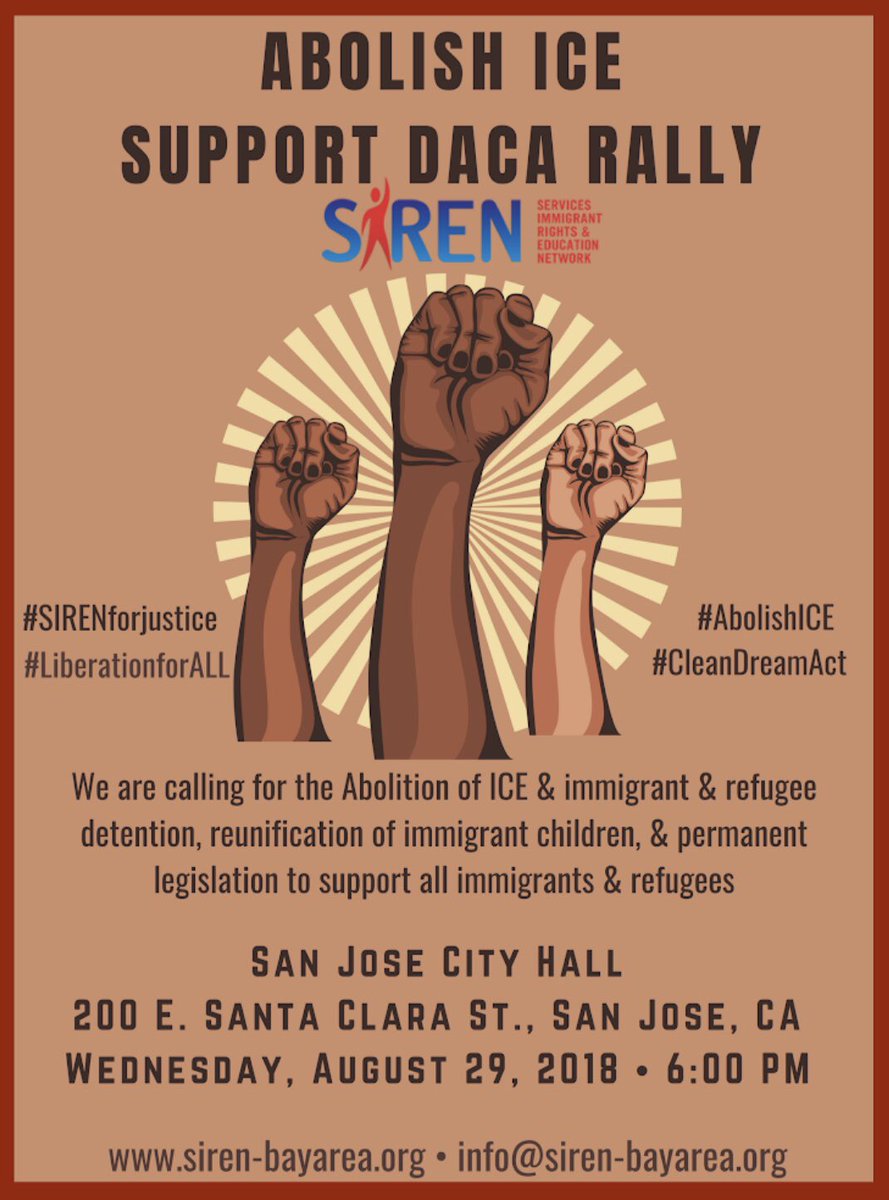 ABOLISH ICE
SUPPORT DACA RALLY
SIREN
SERVICES
IMMIGRANT
RIGHTS &
EDUCATION
NETWORK
#SIRENforjustice
#LiberationforALL
#AbolishICE
#CleanDreamAct
We are calling for the Abolition of ICE & immigrant & refugee
detention, reunification of immigrant children, & permanent
legislation to support all immigrants & refugees
San Jose City Hall
200 E. Santa Clara St., San Jose, CA
Wednesday, August 29, 2018 • 6:00 PM
www.siren-bayarea.org • info@siren-bayarea.org